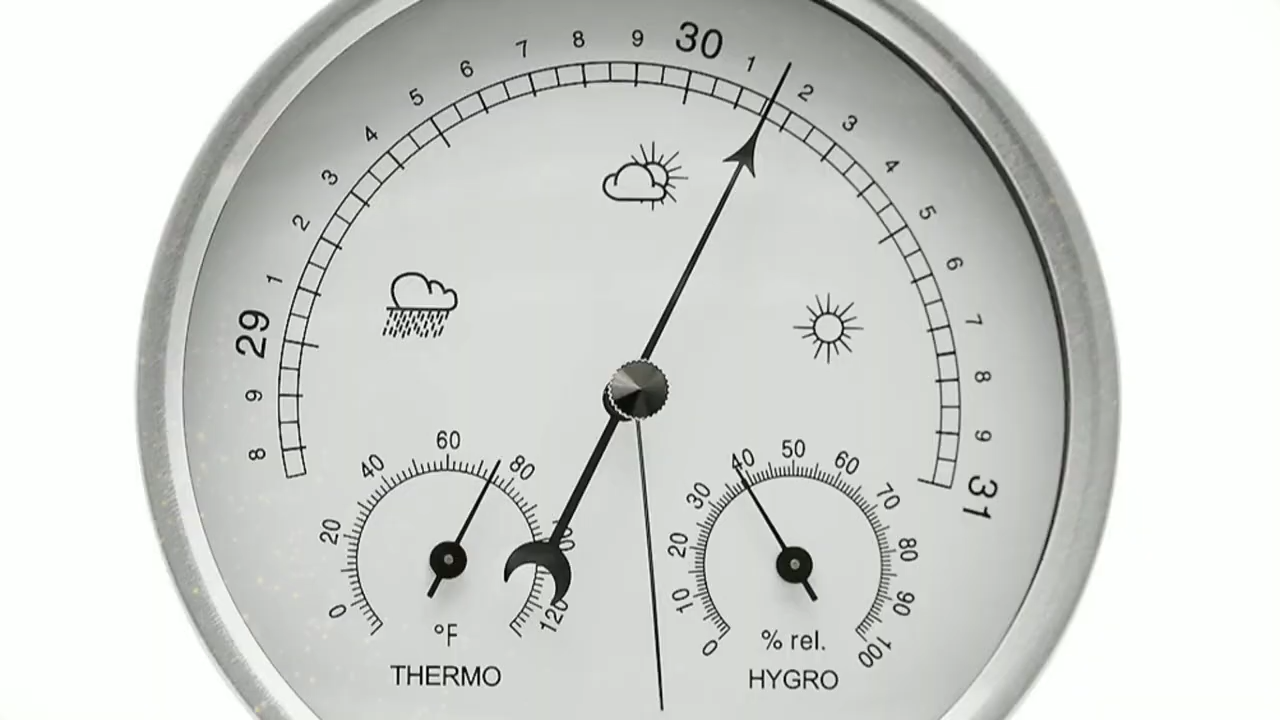 8 9 29 1 2 3 4 5 6 7 8 9 30 1 2 3 4 5 6 7 8 9 31
0 20 40 60 80 120
°F
THERMO
0 10 20 30 40 50 60 70 80 90 100
% rel.
HYGRO